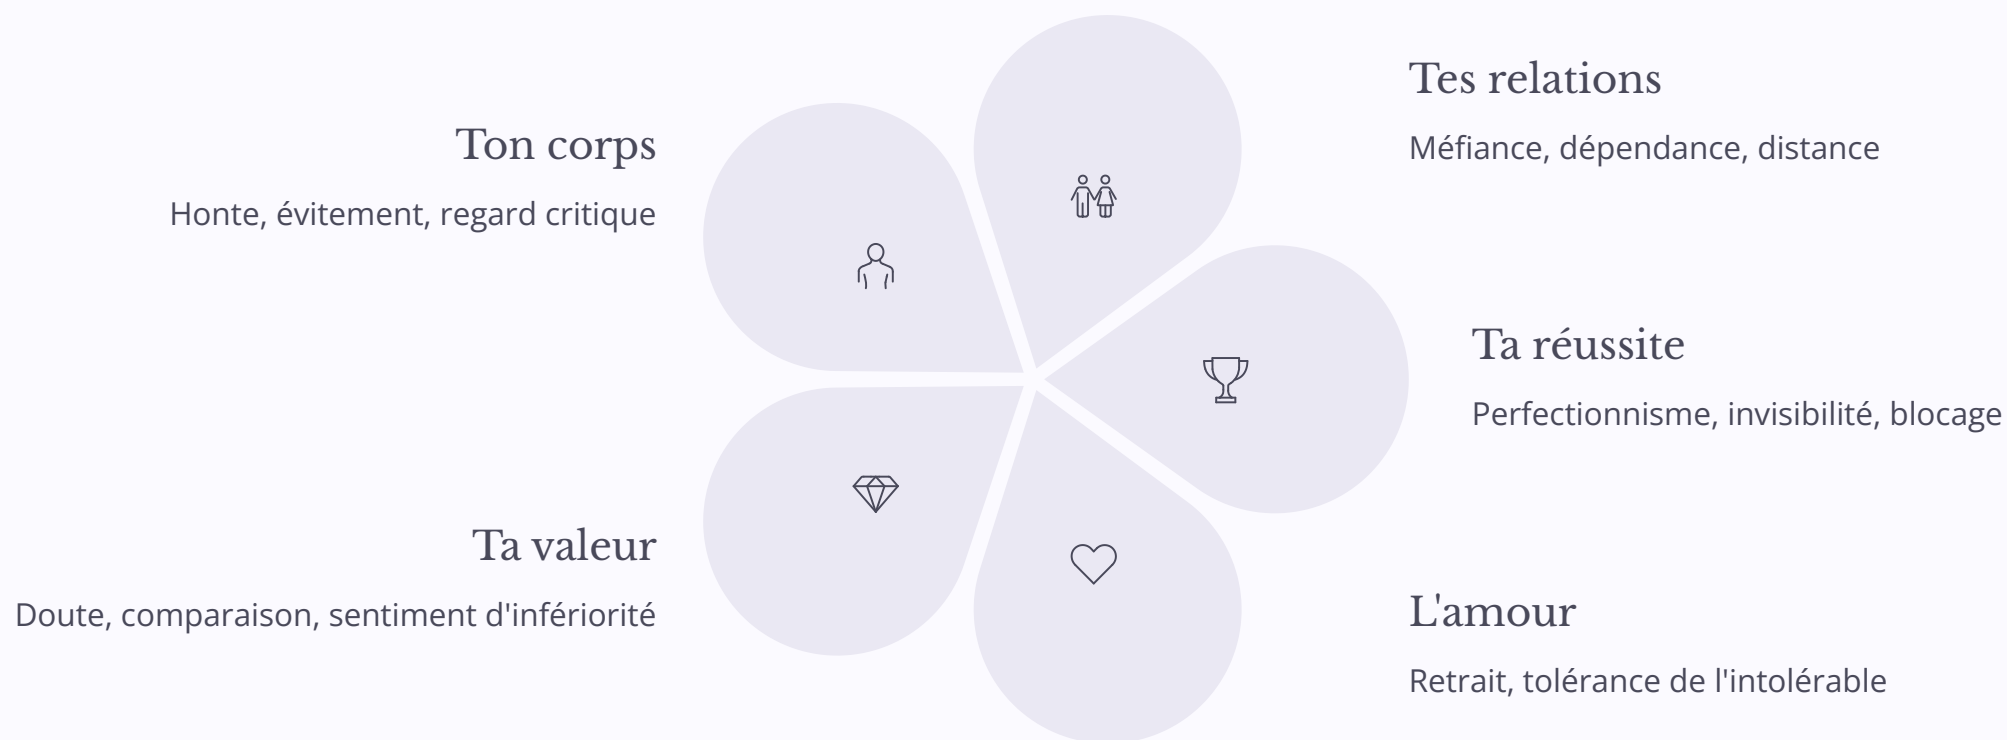 Tes relations
Méfiance, dépendance, distance
Ton corps
Honte, évitement, regard critique
Ta réussite
Perfectionnisme, invisibilité, blocage
Ta valeur
Doute, comparaison, sentiment d'infériorité
L'amour
Retrait, tolérance de l'intolérable